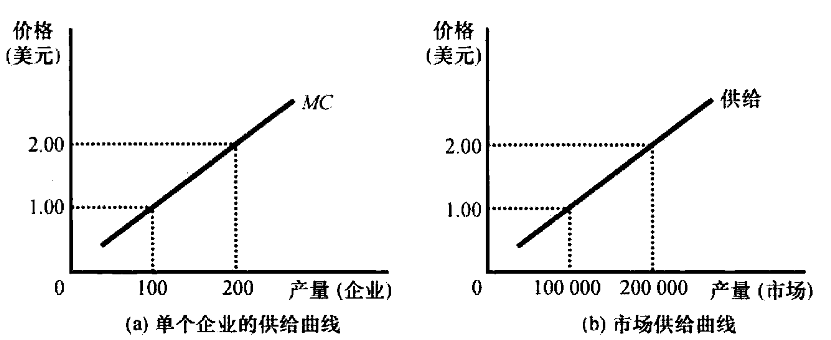 价格
(美元)
MC
2.00
1.00
0
100
200
产量 (企业)
(a) 单个企业的供给曲线
价格
(美元)
供给
2.00
1.00
0
100 000
200 000
产量 (市场)
(b) 市场供给曲线